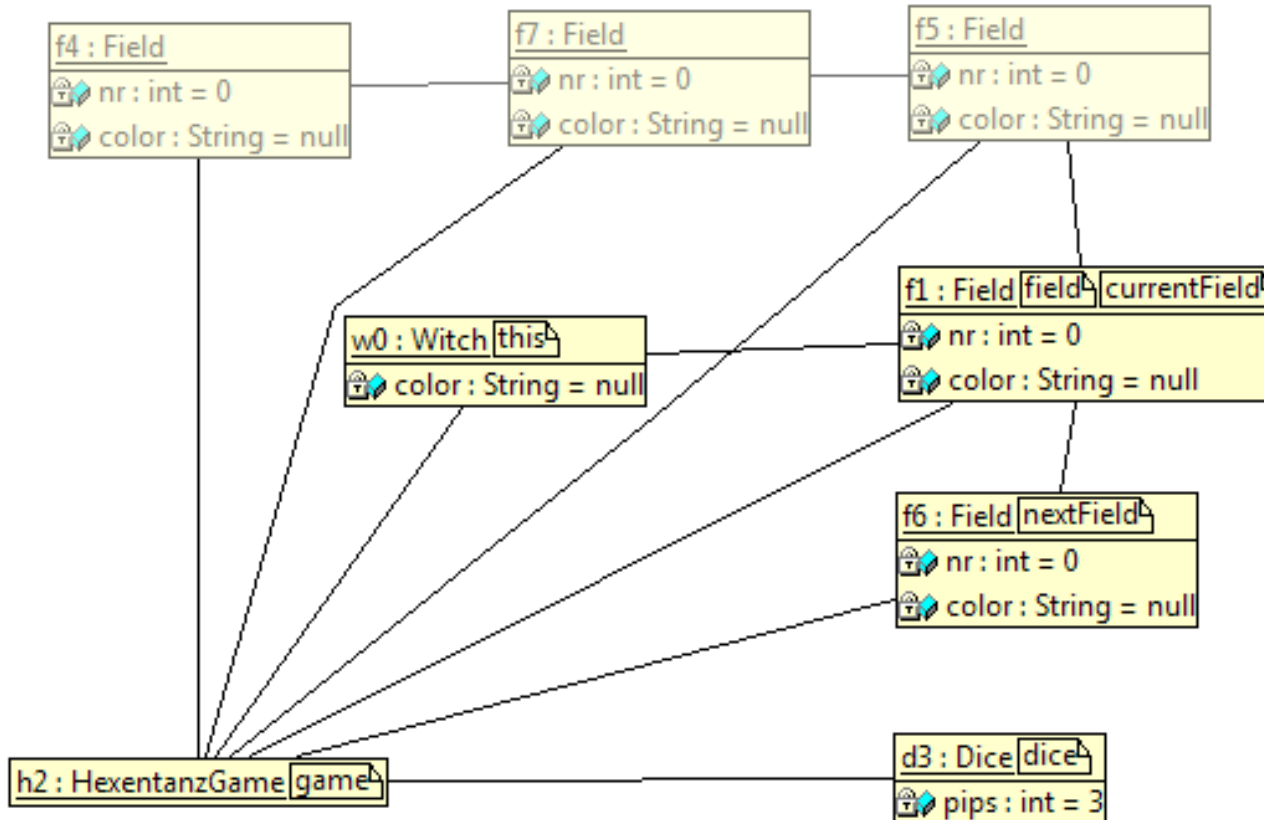 f4 : Field
nr : int = 0
color : String = null
f7 : Field
nr : int = 0
color : String = null
f5 : Field
nr : int = 0
color : String = null
w0 : Witch this
color : String = null
f1 : Field field currentField
nr : int = 0
color : String = null
f6 : Field nextField
nr : int = 0
color : String = null
h2 : HexentanzGame game
d3 : Dice dice
pips : int = 3